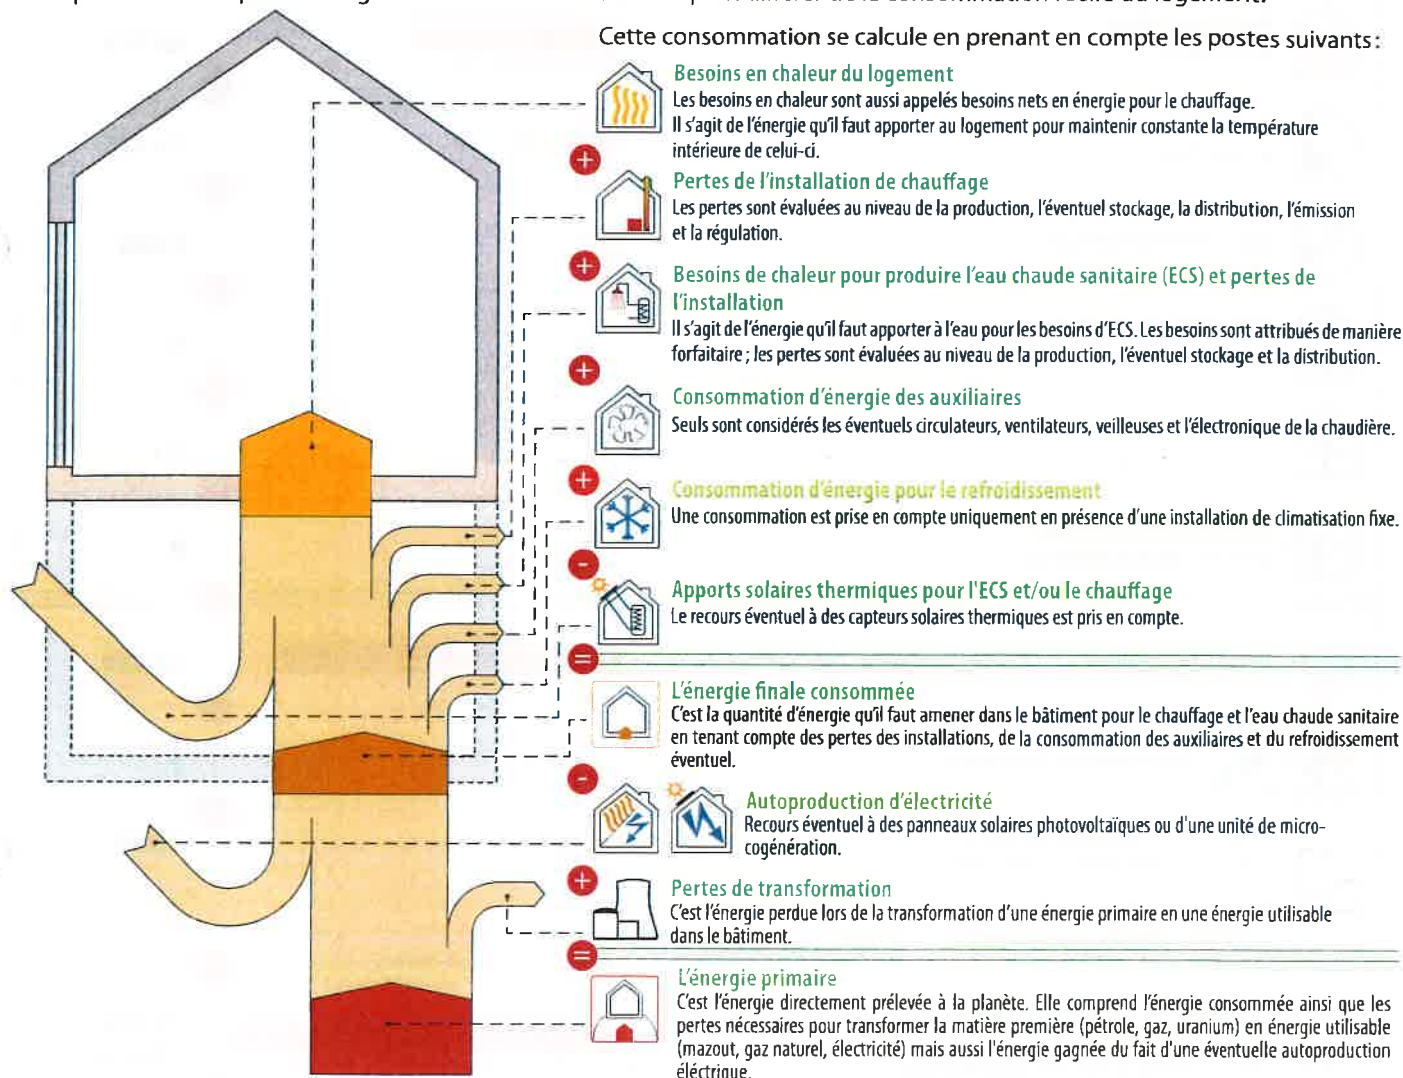 Cette consommation se calcule en prenant en compte les postes suivants :
Besoins en chaleur du logement
Les besoins en chaleur sont aussi appelés besoins nets en énergie pour le chauffage.
Il s'agit de l'énergie qu'il faut apporter au logement pour maintenir constante la température
intérieure de celui-ci.
+
Pertes de l'installation de chauffage
Les pertes sont évaluées au niveau de la production, l'éventuel stockage, la distribution, l'émission
et la régulation.
+
Besoins de chaleur pour produire l'eau chaude sanitaire (ECS) et pertes de
l'installation
Il s'agit de l'énergie qu'il faut apporter à l'eau pour les besoins d'ECS. Les besoins sont attribués de manière
forfaitaire ; les pertes sont évaluées au niveau de la production, l'éventuel stockage et la distribution.
+
Consommation d'énergie des auxiliaires
Seuls sont considérés les éventuels circulateurs, ventilateurs, veilleuses et l'électronique de la chaudière.
+
Consommation d'énergie pour le refroidissement
Une consommation est prise en compte uniquement en présence d'une installation de climatisation fixe.
-
Apports solaires thermiques pour l'ECS et/ou le chauffage
Le recours éventuel à des capteurs solaires thermiques est pris en compte.
=
L'énergie finale consommée
C'est la quantité d'énergie qu'il faut amener dans le bâtiment pour le chauffage et l'eau chaude sanitaire
en tenant compte des pertes des installations, de la consommation des auxiliaires et du refroidissement
éventuel.
-
Autoproduction d'électricité
Recours éventuel à des panneaux solaires photovoltaïques ou d'une unité de micro-
cogénération.
+
Pertes de transformation
C'est l'énergie perdue lors de la transformation d'une énergie primaire en une énergie utilisable
dans le bâtiment.
=
L'énergie primaire
C'est l'énergie directement prélevée à la planète. Elle comprend l'énergie consommée ainsi que les
pertes nécessaires pour transformer la matière première (pétrole, gaz, uranium) en énergie utilisable
(mazout, gaz naturel, électricité) mais aussi l'énergie gagnée du fait d'une éventuelle autoproduction
éléctrique.